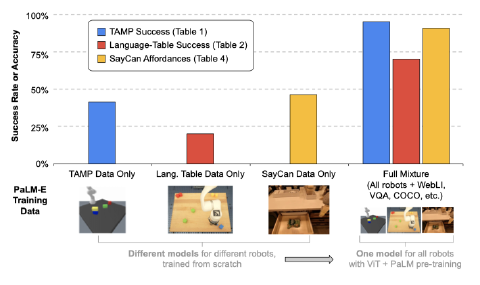 100%
75%
50%
25%
0%
Success Rate or Accuracy
TAMP Success (Table 1)
Language-Table Success (Table 2)
SayCan Affordances (Table 4)
TAMP Data Only
Lang. Table Data Only
SayCan Data Only
Full Mixture
(All robots + WebLI,
VQA, COCO, etc.)
PaLM-E
Training
Data
Different models for different robots,
trained from scratch
One model for all robots
with ViT + PaLM pre-training